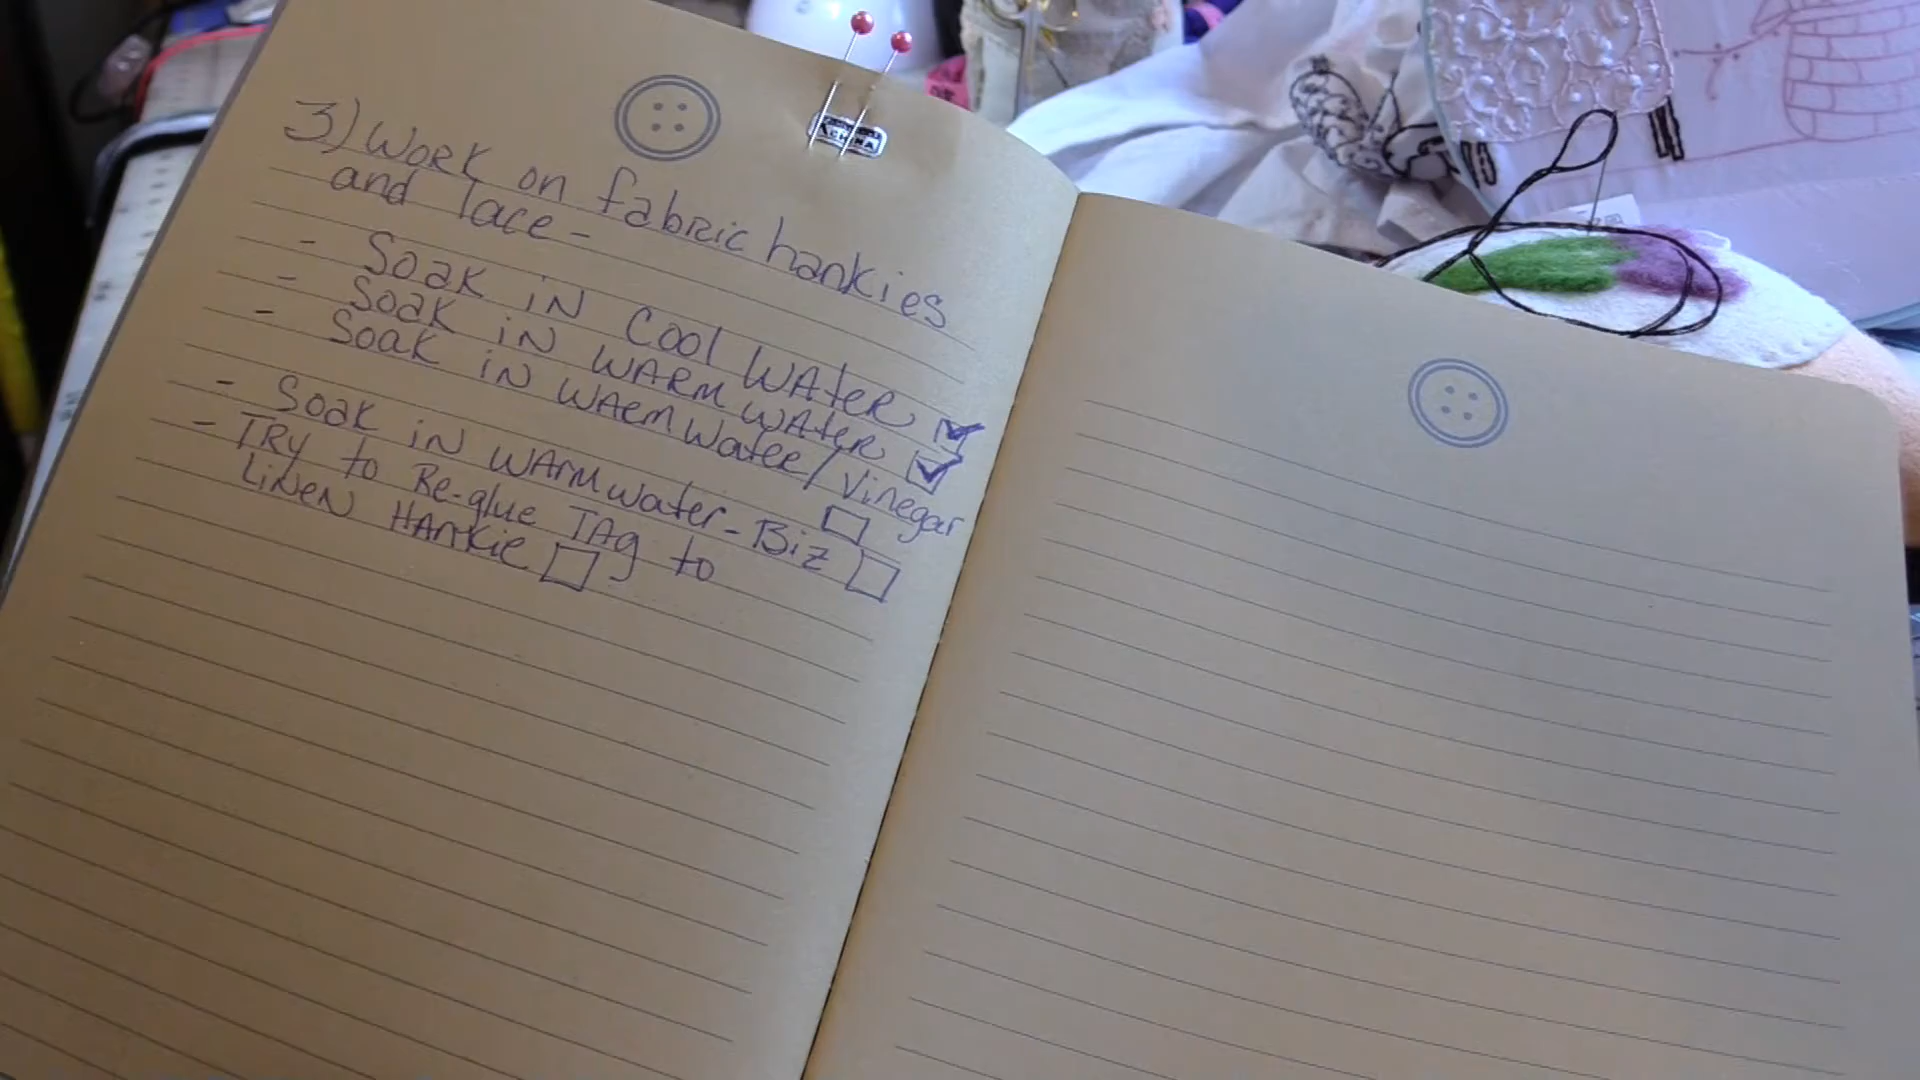 3) Work on fabric hankies
and lace -
- Soak in Cool Water ☑
- Soak in Warm Water ☑
- Soak in Warm Water/Vinegar ☐
- Soak in Warm Water - Biz ☐
- Try to Re-glue Tag to
Linen Hankie ☐